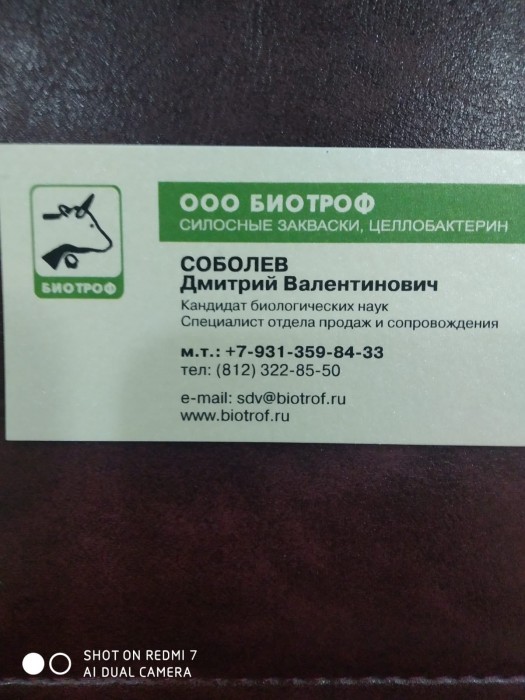 ООО БИОТРОФ
СИЛОСНЫЕ ЗАКВАСКИ, ЦЕЛЛОБАКТЕРИН
БИОТРОФ
СОБОЛЕВ
Дмитрий Валентинович
Кандидат биологических наук
Специалист отдела продаж и сопровождения
м.т.: +7-931-359-84-33
тел: (812) 322-85-50
e-mail: sdv@biotrof.ru
www.biotrof.ru
SHOT ON REDMI 7
AI DUAL CAMERA